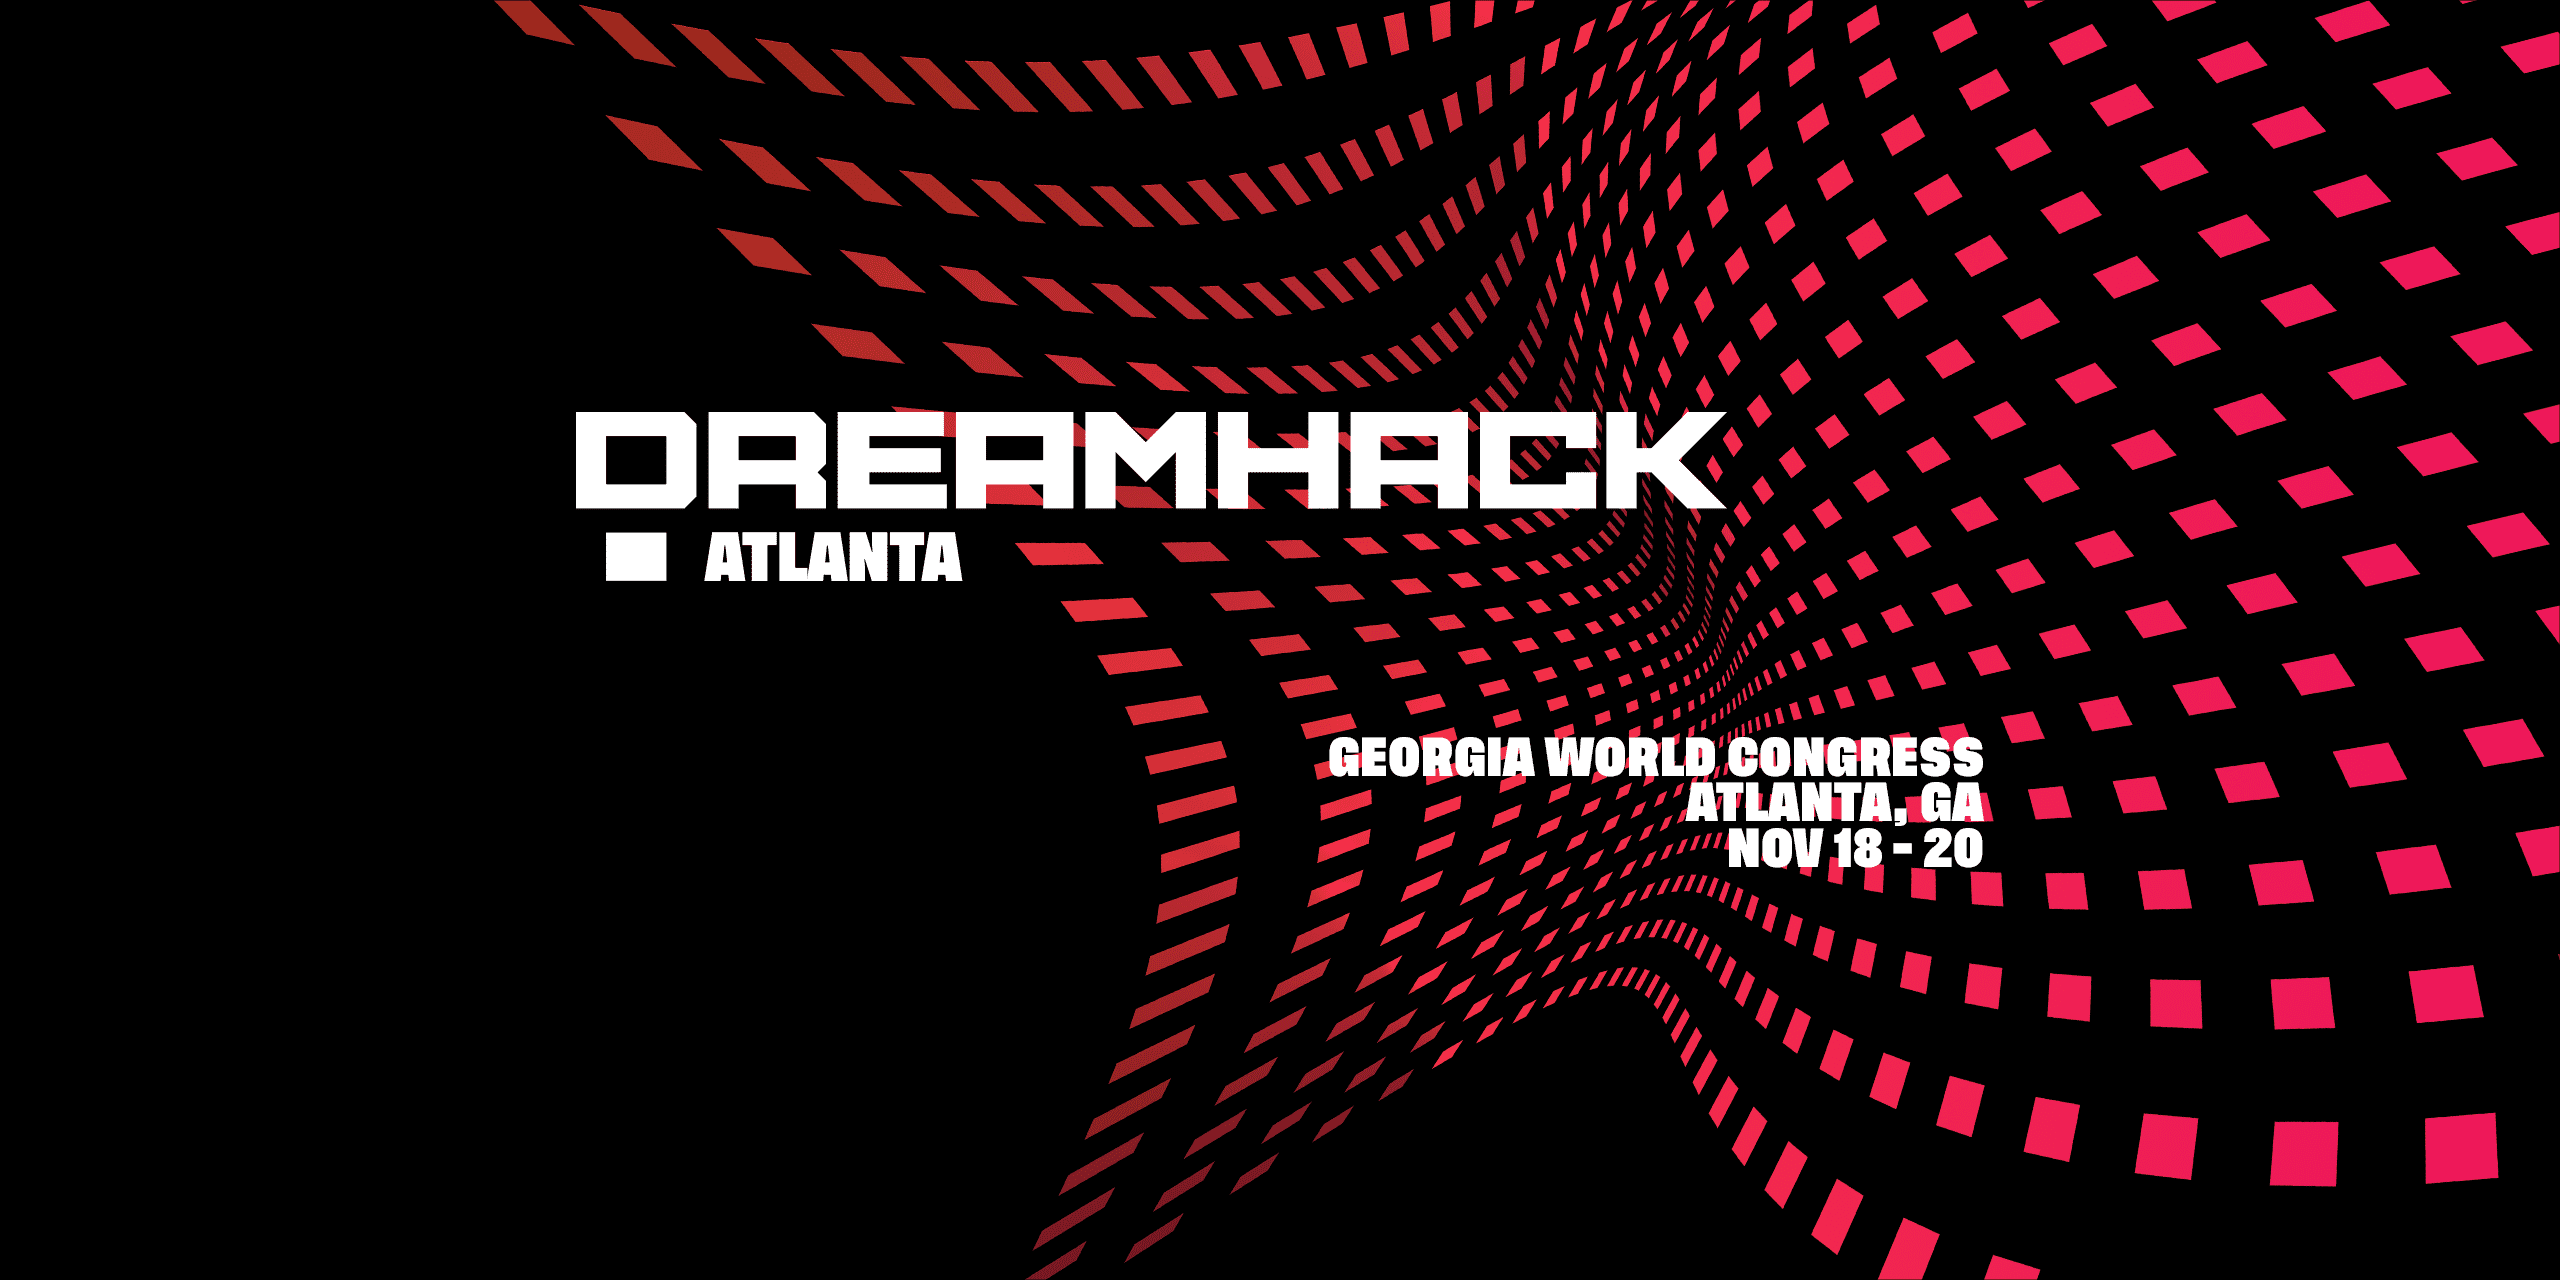 DREAMHACK
ATLANTA
GEORGIA WORLD CONGRESS
ATLANTA, GA
NOV 18 - 20